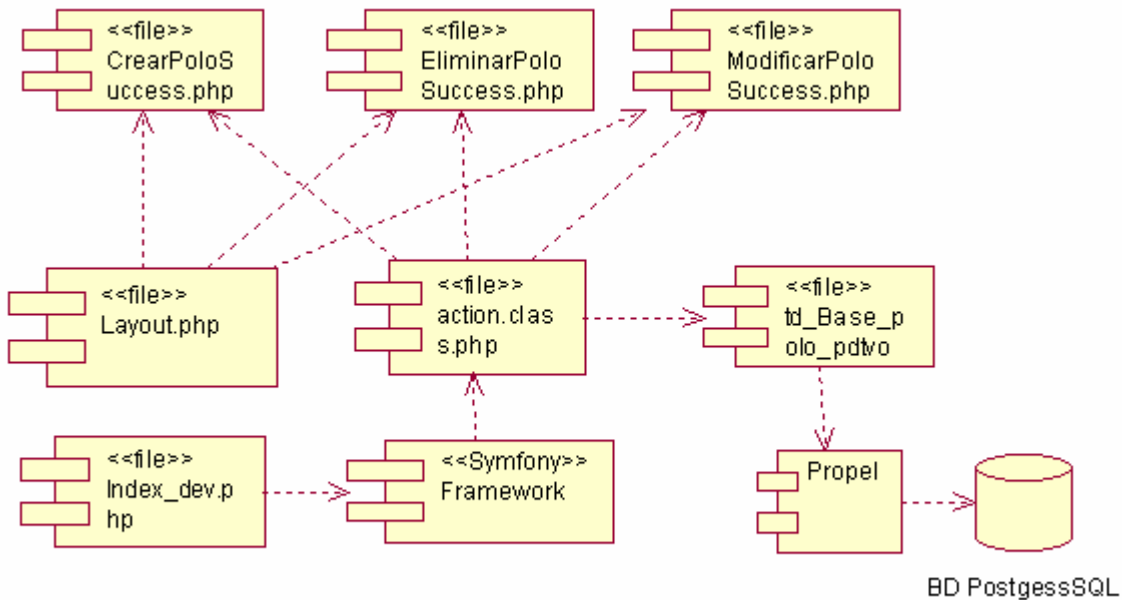 <<file>>
CrearPoloS
uccess.php
<<file>>
EliminarPolo
Success.php
<<file>>
ModificarPolo
Success.php
<<file>>
Layout.php
<<file>>
action.clas
s.php
<<file>>
td_Base_p
olo_pdtvo
<<file>>
Index_dev.p
hp
<<Symfony>>
Framework
Propel
BD PostgessSQL